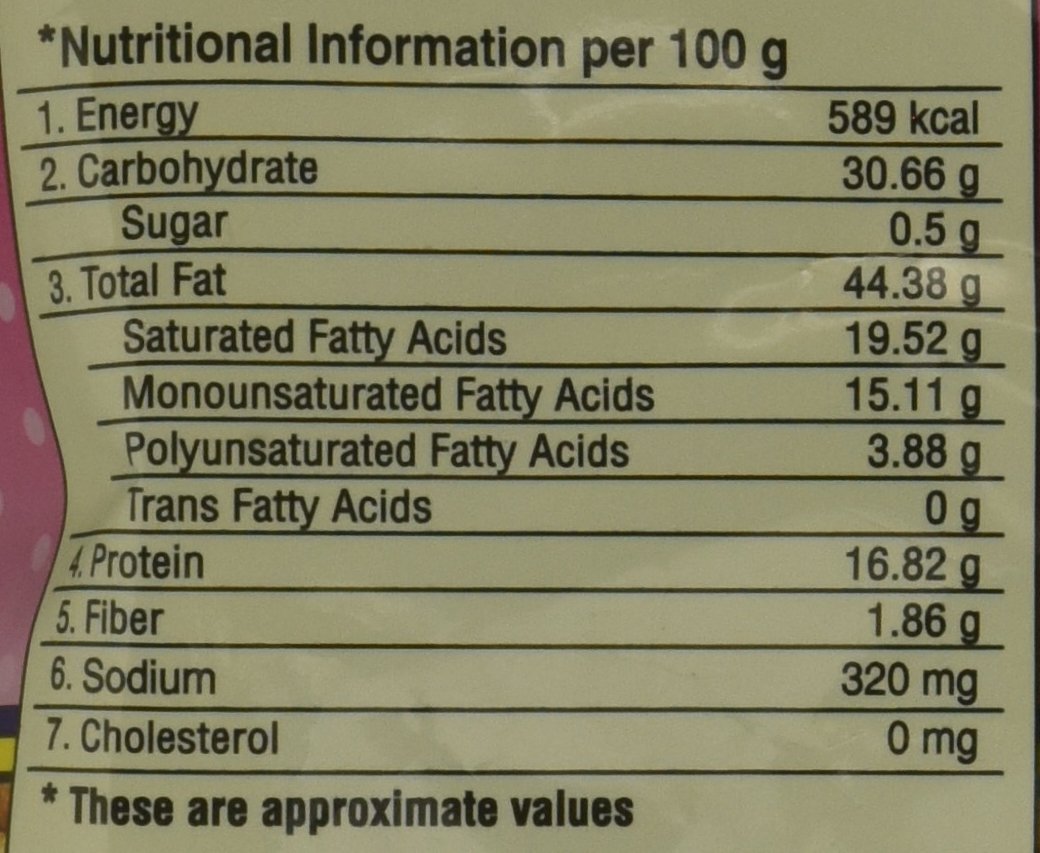 *Nutritional Information per 100 g
1. Energy 589 kcal
2. Carbohydrate 30.66 g
Sugar 0.5 g
3. Total Fat 44.38 g
Saturated Fatty Acids 19.52 g
Monounsaturated Fatty Acids 15.11 g
Polyunsaturated Fatty Acids 3.88 g
Trans Fatty Acids 0 g
4. Protein 16.82 g
5. Fiber 1.86 g
6. Sodium 320 mg
7. Cholesterol 0 mg
* These are approximate values